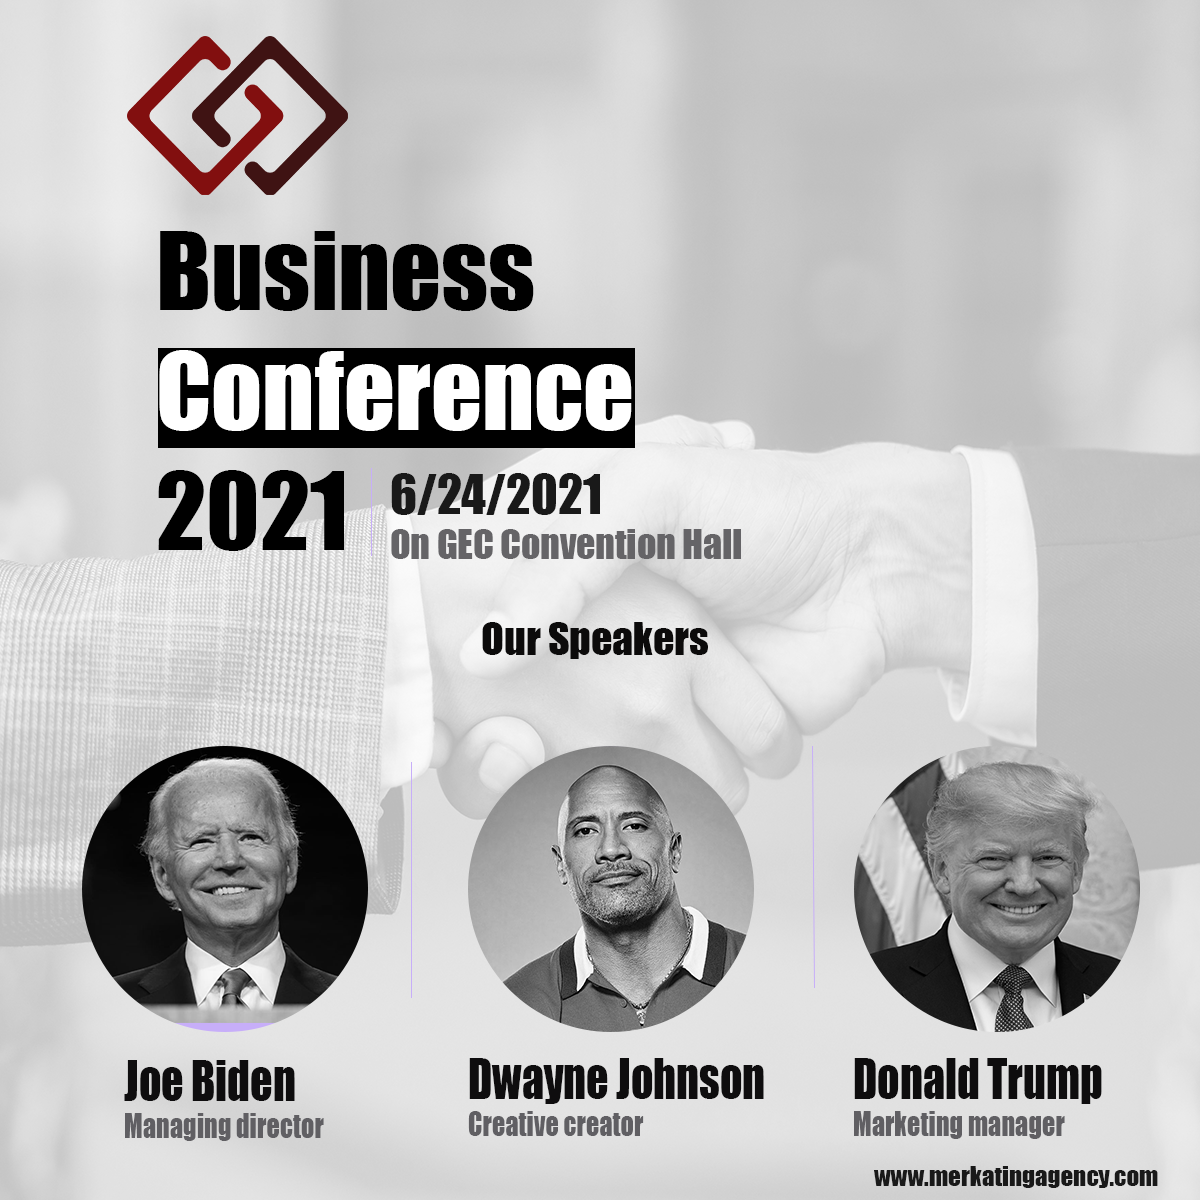 Business
Conference
2021
6/24/2021
On GEC Convention Hall
Our Speakers
Joe Biden
Managing director
Dwayne Johnson
Creative creator
Donald Trump
Marketing manager
www.merkatingagency.com